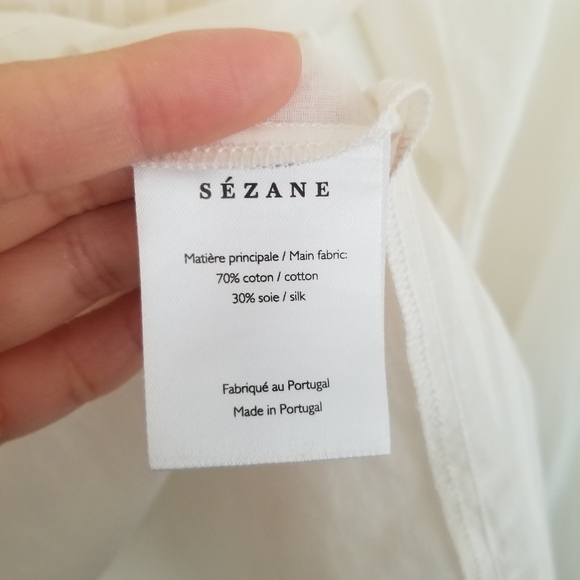 SÉZANE
Matière principale / Main fabric:
70% coton / cotton
30% soie / silk
Fabriqué au Portugal
Made in Portugal